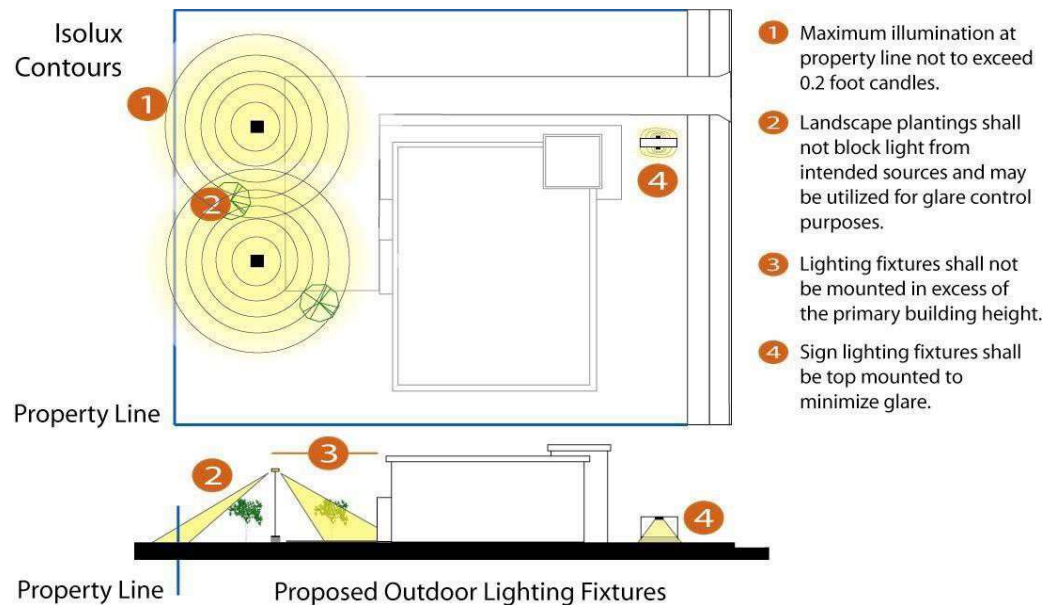 Isolux
Contours
1
2
4
Property Line
1 Maximum illumination at
property line not to exceed
0.2 foot candles.
2 Landscape plantings shall
not block light from
intended sources and may
be utilized for glare control
purposes.
3 Lighting fixtures shall not
be mounted in excess of
the primary building height.
4 Sign lighting fixtures shall
be top mounted to
minimize glare.
3
2
4
Property Line
Proposed Outdoor Lighting Fixtures